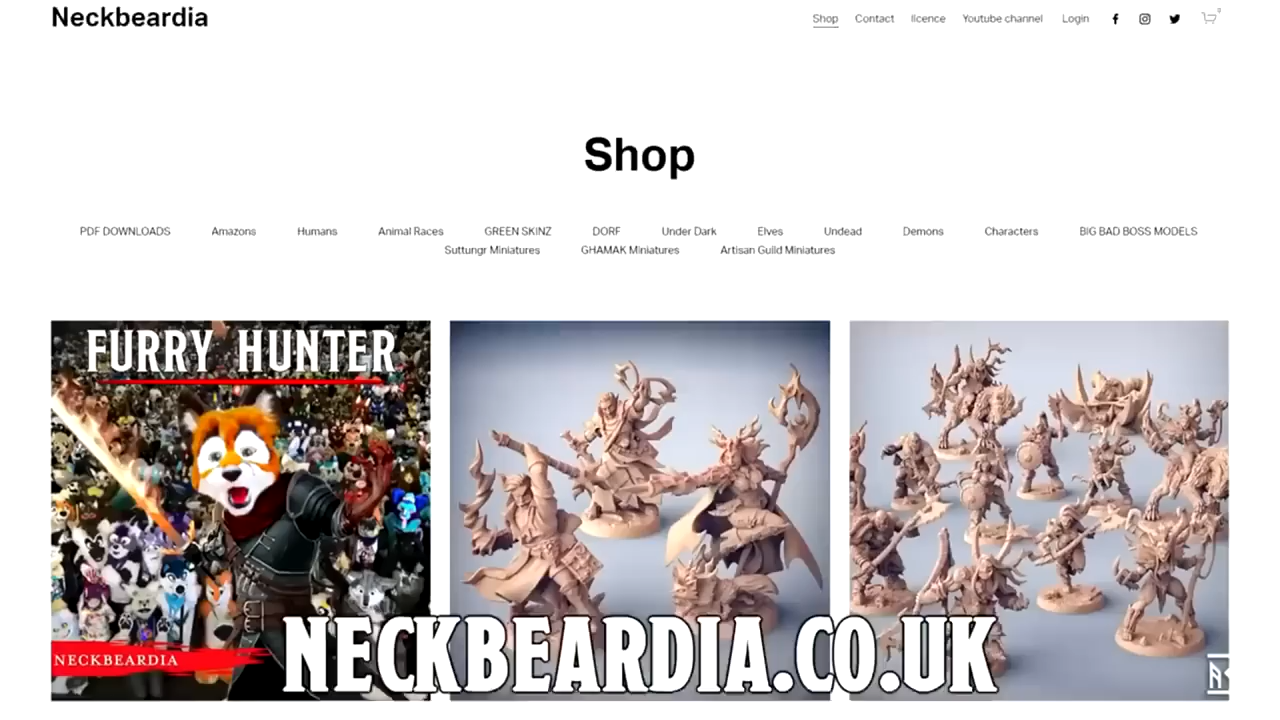 Neckbeardia
Shop Contact licence Youtube channel Login
0
Shop
PDF DOWNLOADS Amazons Humans Animal Races GREEN SKINZ DORF Under Dark Elves Undead Demons Characters BIG BAD BOSS MODELS
Suttungr Miniatures GHAMAK Miniatures Artisan Guild Miniatures
FURRY HUNTER
NECKBEARDIA
NECKBEARDIA.CO.UK